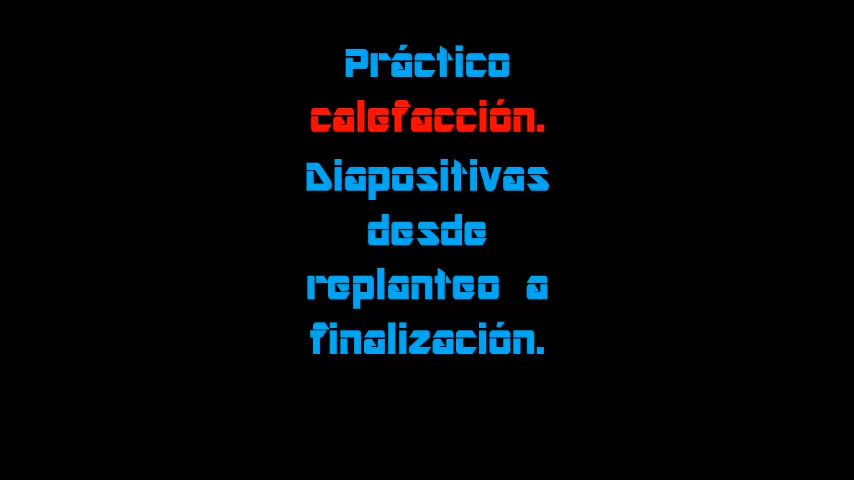 Práctico
calefacción.
Diapositivas
desde
replanteo a
finalización.